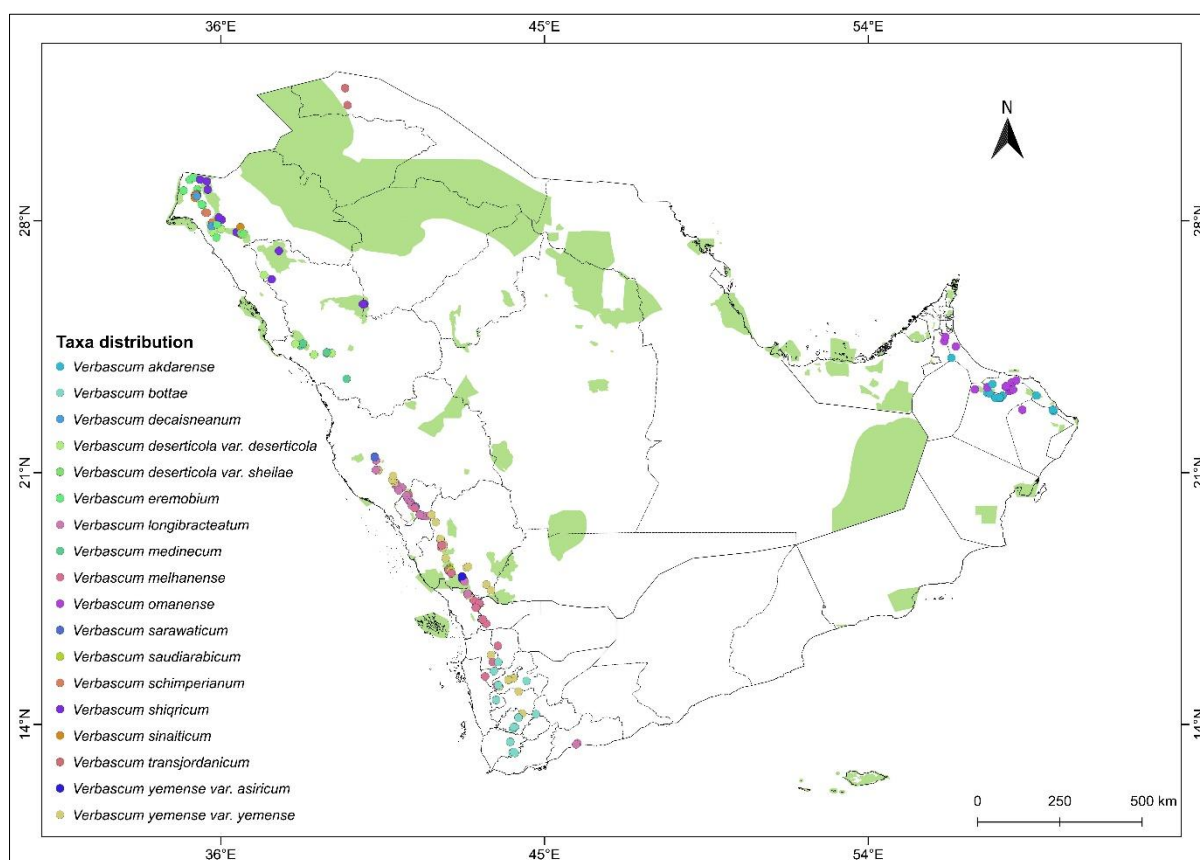 36°E 45°E 54°E
N
28°N 28°N
Taxa distribution
Verbascum akdarense
Verbascum bottae
Verbascum decaisneanum
Verbascum deserticola var. deserticola
Verbascum deserticola var. sheilae
Verbascum eremobium
Verbascum longibracteatum
Verbascum medinecum
Verbascum melhanense
Verbascum omanense
Verbascum sarawaticum
Verbascum saudiarabicum
Verbascum schimperianum
Verbascum shiqricum
Verbascum sinaiticum
Verbascum transjordanicum
Verbascum yemense var. asiricum
Verbascum yemense var. yemense
21°N 21°N
14°N 14°N
0 250 500 km
36°E 45°E 54°E